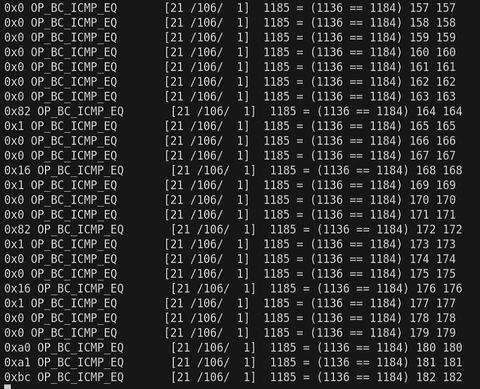 0x0 OP_BC_ICMP_EQ [21 /106/ 1] 1185 = (1136 == 1184) 157 157
0x0 OP_BC_ICMP_EQ [21 /106/ 1] 1185 = (1136 == 1184) 158 158
0x0 OP_BC_ICMP_EQ [21 /106/ 1] 1185 = (1136 == 1184) 159 159
0x0 OP_BC_ICMP_EQ [21 /106/ 1] 1185 = (1136 == 1184) 160 160
0x0 OP_BC_ICMP_EQ [21 /106/ 1] 1185 = (1136 == 1184) 161 161
0x0 OP_BC_ICMP_EQ [21 /106/ 1] 1185 = (1136 == 1184) 162 162
0x0 OP_BC_ICMP_EQ [21 /106/ 1] 1185 = (1136 == 1184) 163 163
0x82 OP_BC_ICMP_EQ [21 /106/ 1] 1185 = (1136 == 1184) 164 164
0x1 OP_BC_ICMP_EQ [21 /106/ 1] 1185 = (1136 == 1184) 165 165
0x0 OP_BC_ICMP_EQ [21 /106/ 1] 1185 = (1136 == 1184) 166 166
0x0 OP_BC_ICMP_EQ [21 /106/ 1] 1185 = (1136 == 1184) 167 167
0x16 OP_BC_ICMP_EQ [21 /106/ 1] 1185 = (1136 == 1184) 168 168
0x1 OP_BC_ICMP_EQ [21 /106/ 1] 1185 = (1136 == 1184) 169 169
0x0 OP_BC_ICMP_EQ [21 /106/ 1] 1185 = (1136 == 1184) 170 170
0x0 OP_BC_ICMP_EQ [21 /106/ 1] 1185 = (1136 == 1184) 171 171
0x82 OP_BC_ICMP_EQ [21 /106/ 1] 1185 = (1136 == 1184) 172 172
0x1 OP_BC_ICMP_EQ [21 /106/ 1] 1185 = (1136 == 1184) 173 173
0x0 OP_BC_ICMP_EQ [21 /106/ 1] 1185 = (1136 == 1184) 174 174
0x0 OP_BC_ICMP_EQ [21 /106/ 1] 1185 = (1136 == 1184) 175 175
0x16 OP_BC_ICMP_EQ [21 /106/ 1] 1185 = (1136 == 1184) 176 176
0x1 OP_BC_ICMP_EQ [21 /106/ 1] 1185 = (1136 == 1184) 177 177
0x0 OP_BC_ICMP_EQ [21 /106/ 1] 1185 = (1136 == 1184) 178 178
0x0 OP_BC_ICMP_EQ [21 /106/ 1] 1185 = (1136 == 1184) 179 179
0xa0 OP_BC_ICMP_EQ [21 /106/ 1] 1185 = (1136 == 1184) 180 180
0xa1 OP_BC_ICMP_EQ [21 /106/ 1] 1185 = (1136 == 1184) 181 181
0xbc OP_BC_ICMP_EQ [21 /106/ 1] 1185 = (1136 == 1184) 182 182